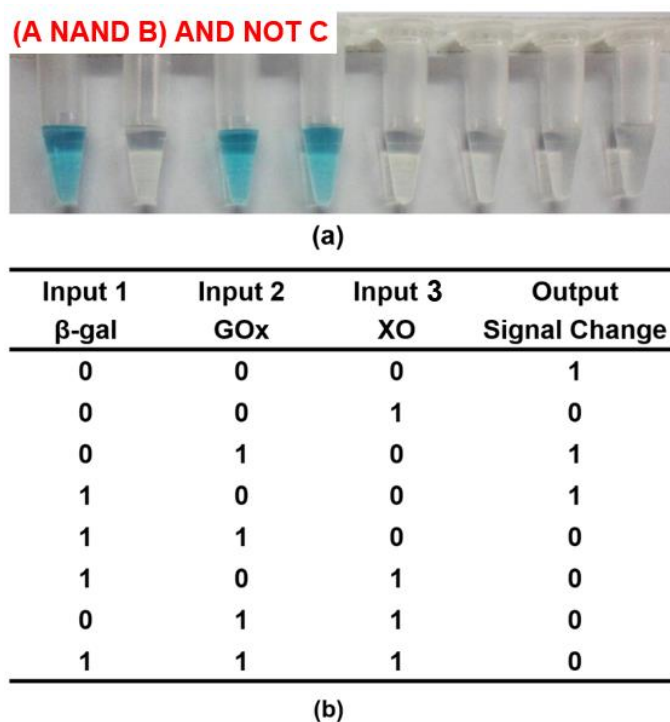 (A NAND B) AND NOT C
(a)
Input 1 Input 2 Input 3 Output
β-gal GOx XO Signal Change
0 0 0 1
0 0 1 0
0 1 0 1
1 0 0 1
1 1 0 0
1 0 1 0
0 1 1 0
1 1 1 0
(b)